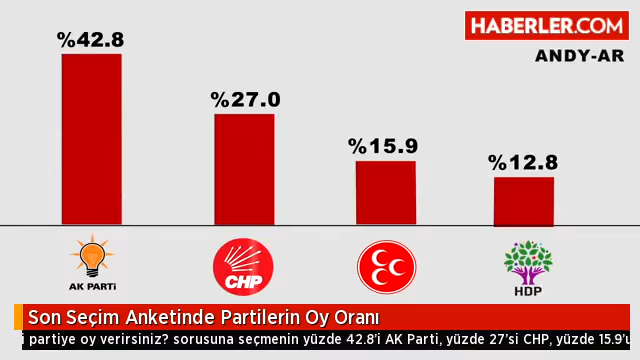 HABERLER.COM
ANDY-AR
%42.8
%27.0
%15.9
%12.8
AK PARTi
CHP
HDP
Son Seçim Anketinde Partilerin Oy Oranı
i partiye oy verirsiniz? sorusuna seçmenin yüzde 42.8'i AK Parti, yüzde 27'si CHP, yüzde 15.9'u